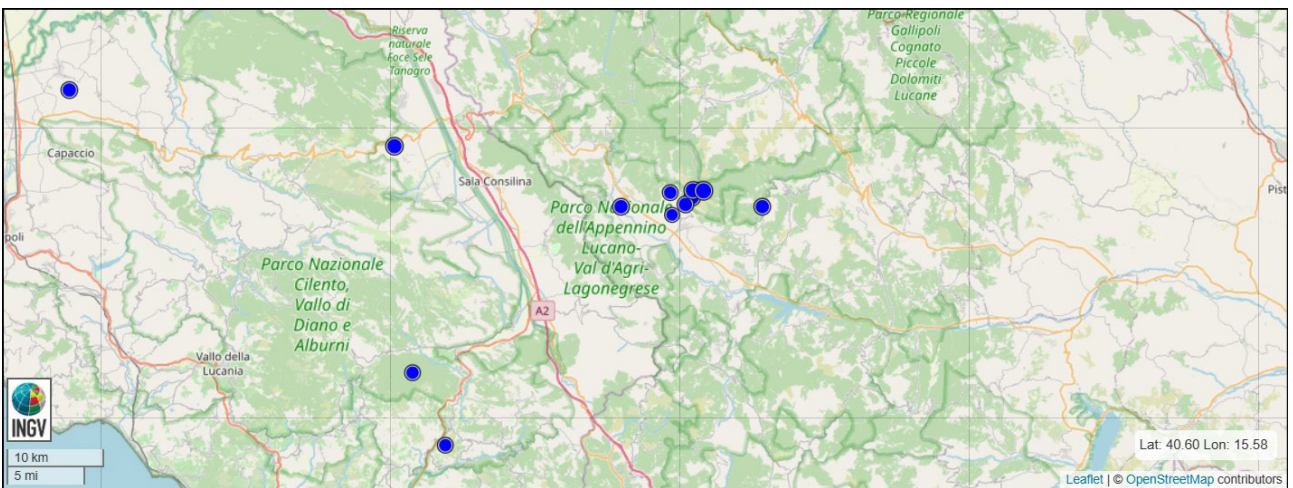 Parco Regionale
Gallipoli
Cognato
Piccole
Dolomiti
Lucane
Riserva
naturale
Foce Sele
Tanagro
Capaccio
Sala Consilina
Parco Nazionale
dell'Appennino
Lucano-
Val d'Agri-
Lagonegrese
Pist
poli
Parco Nazionale
Cilento,
Vallo di
Diano e
Alburni
A2
Vallo della
Lucania
INGV
10 km
5 mi
Lat: 40.60 Lon: 15.58
Leaflet | © OpenStreetMap contributors